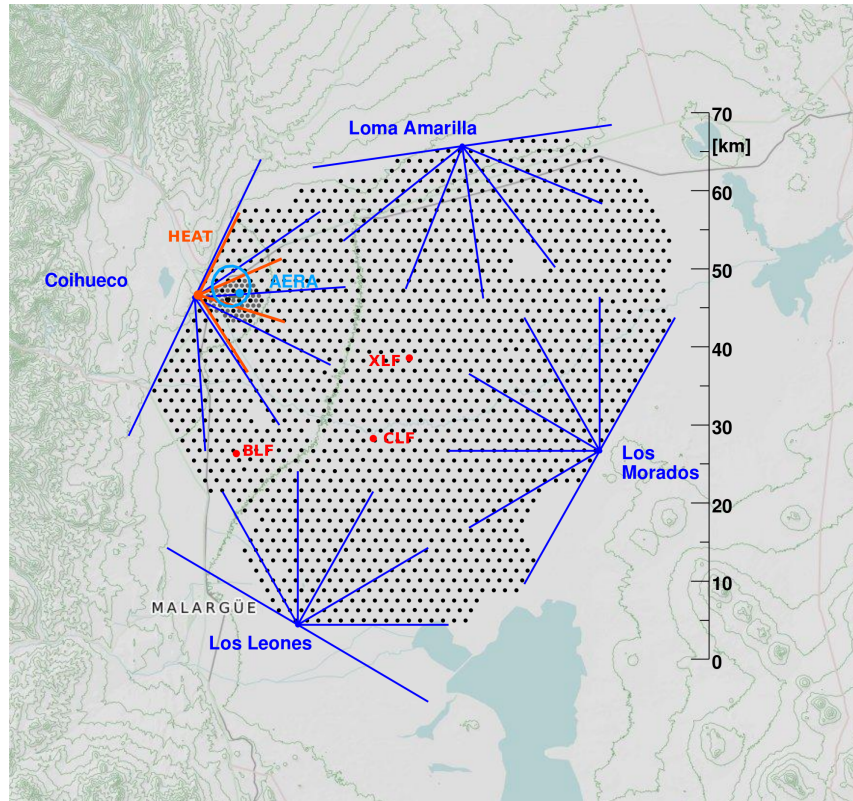 70
Loma Amarilla
[km]
60
HEAT
50
Coihueco
AERA
40
XLF
30
CLF
BLF
Los
Morados
20
10
MALARGÜE
Los Leones
0